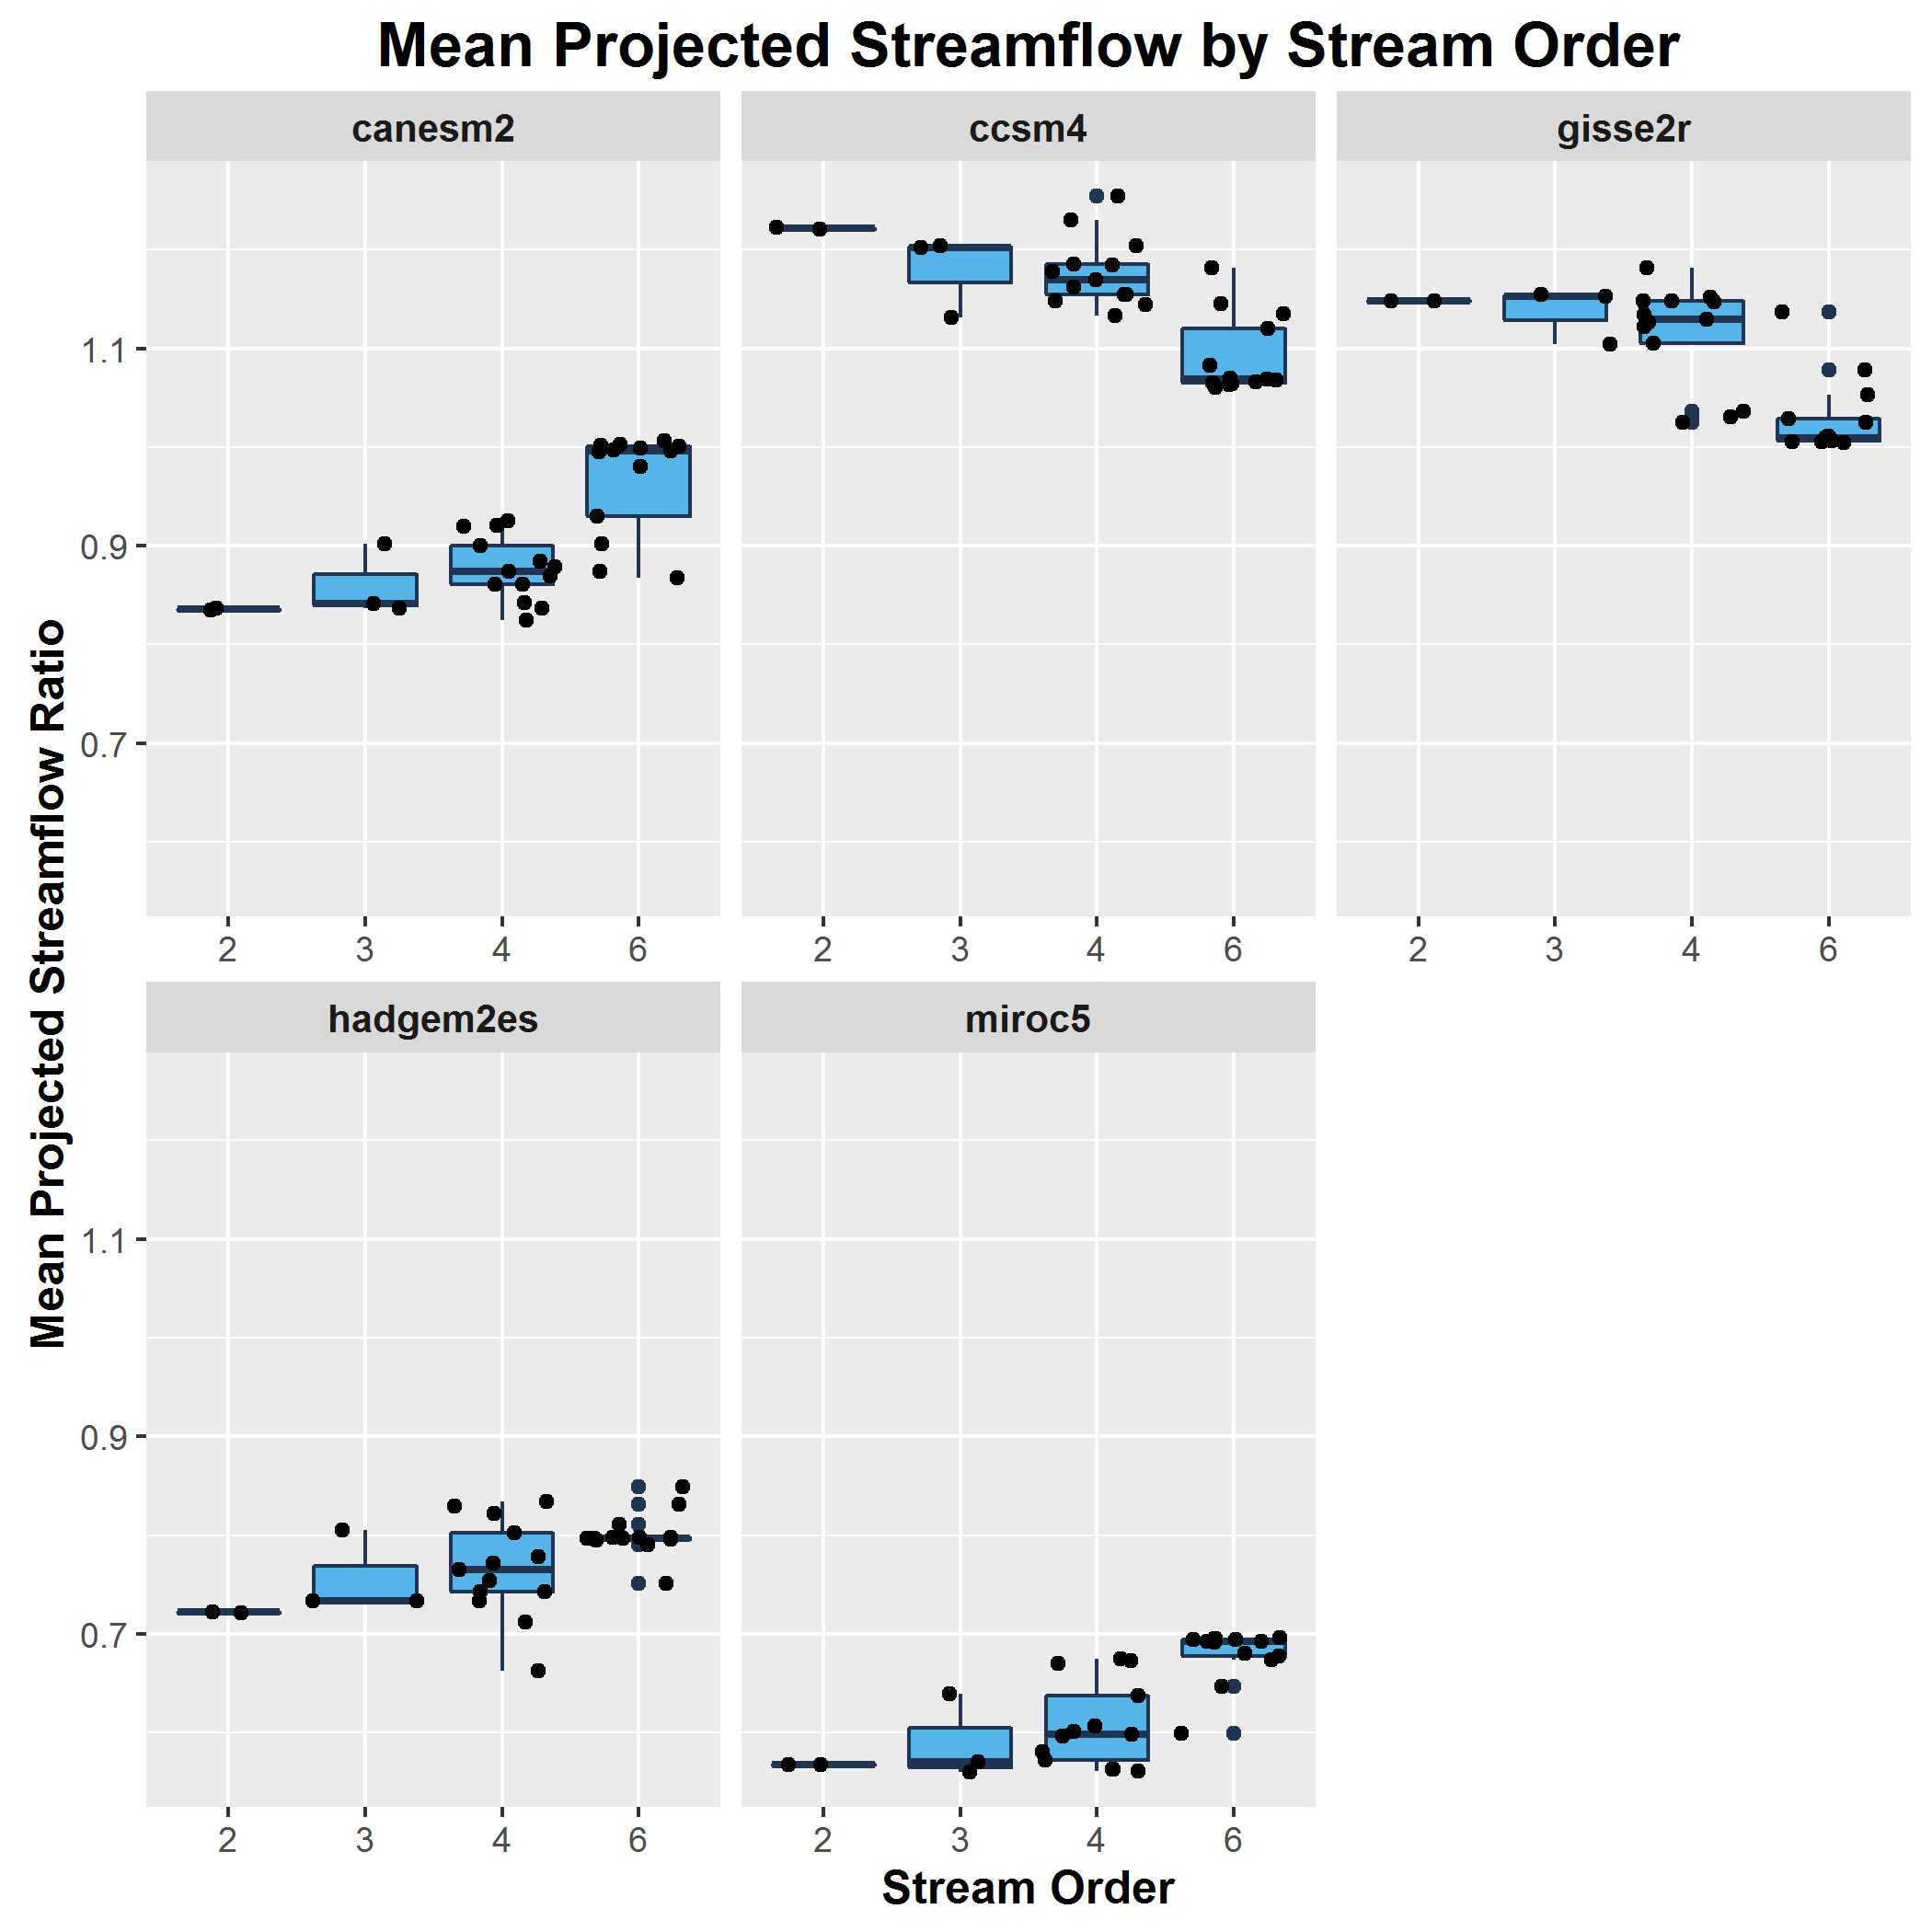 Mean Projected Streamflow by Stream Order
canesm2
ccsm4
gisse2r
1.1
0.9
0.7
2 3 4 6
2 3 4 6
2 3 4 6
Mean Projected Streamflow Ratio
hadgem2es
miroc5
1.1
0.9
0.7
2 3 4 6
2 3 4 6
Stream Order